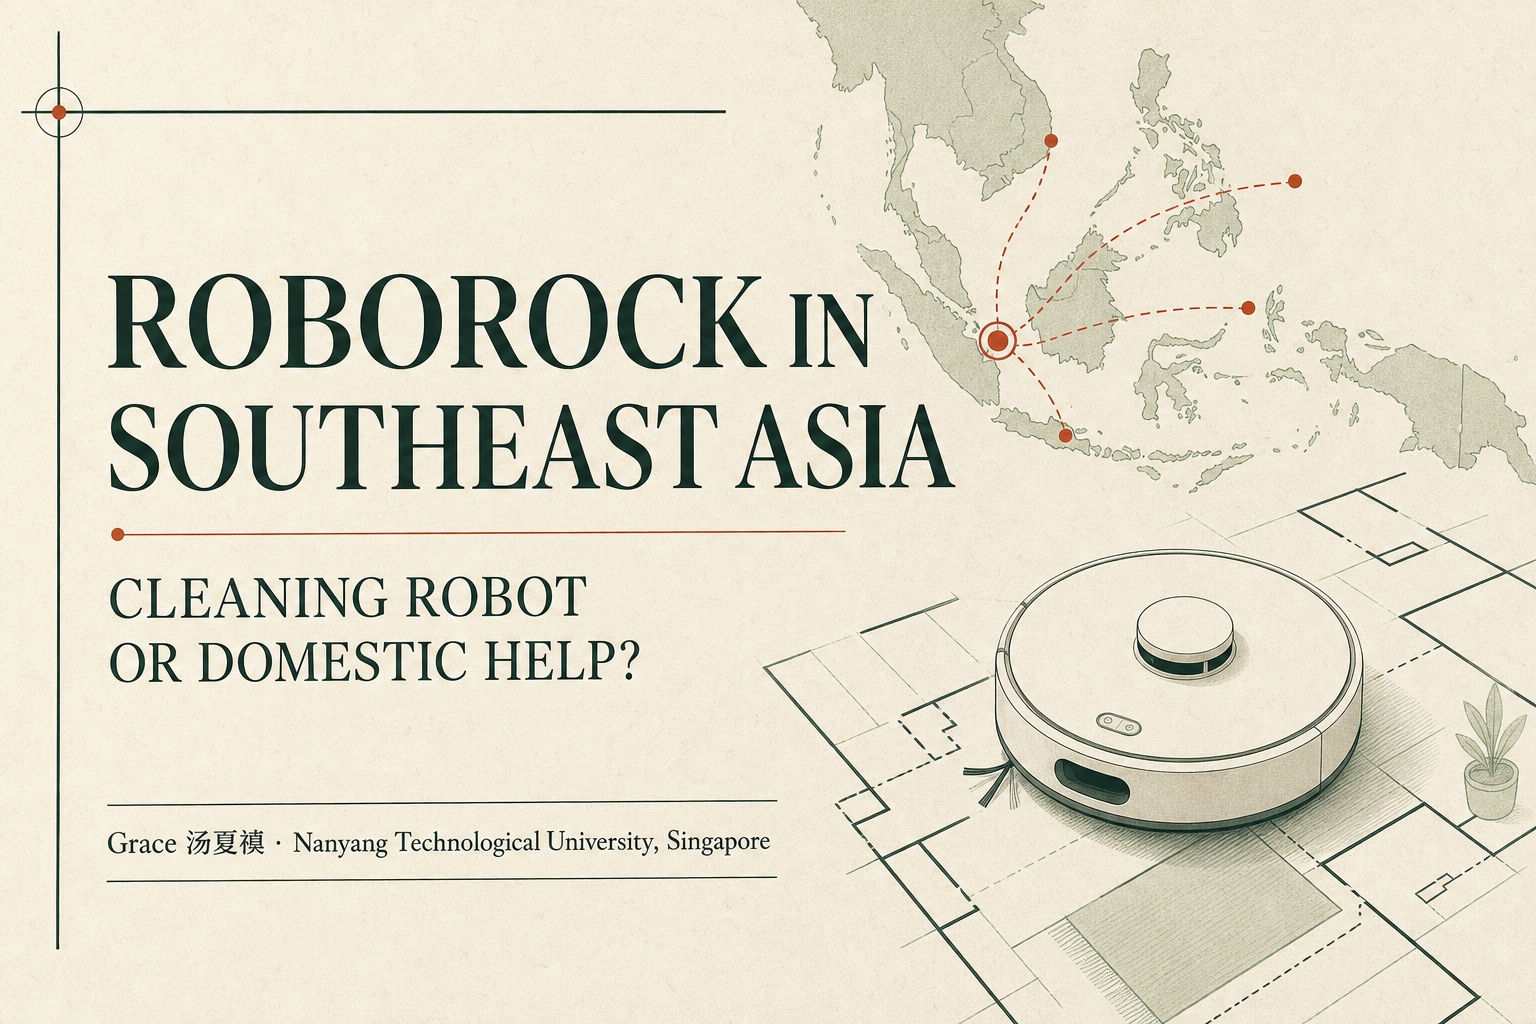 ROBOROCK IN
SOUTHEAST ASIA
CLEANING ROBOT
OR DOMESTIC HELP?
Grace 汤夏禛 · Nanyang Technological University, Singapore